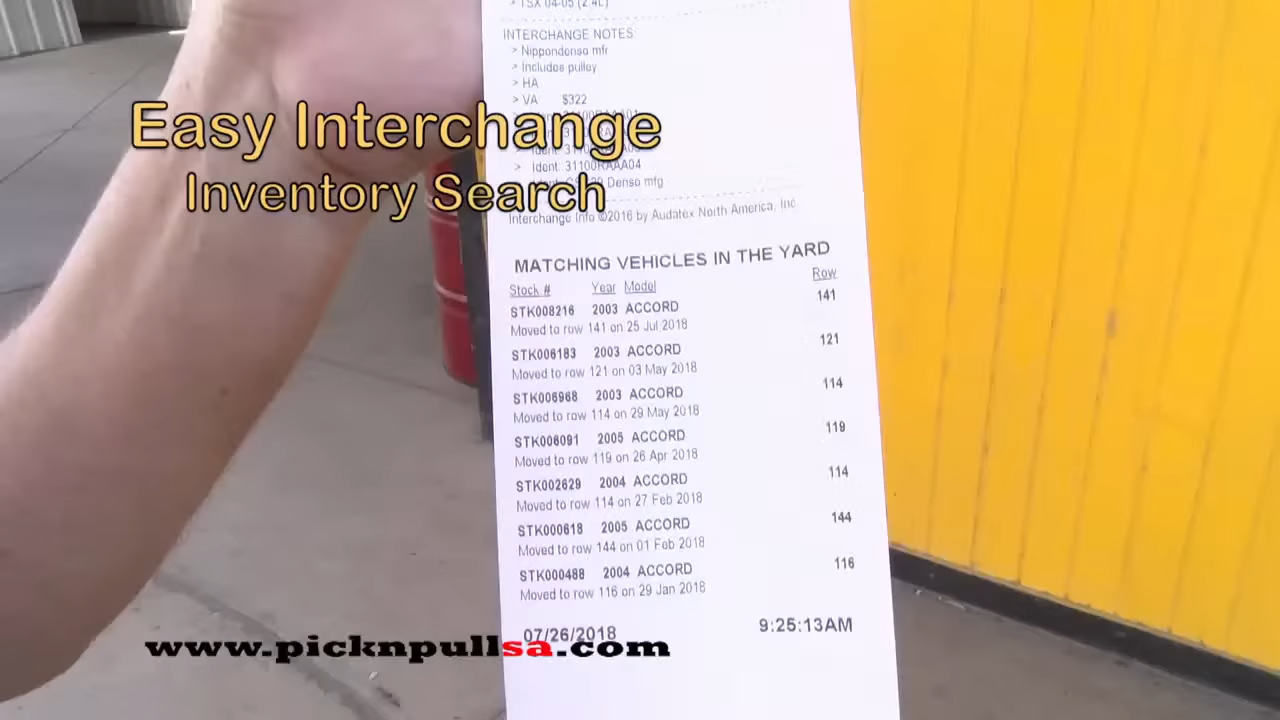 > TSX 04-05 (2.4L)
INTERCHANGE NOTES:
> Nippondenso mfr
> Includes pulley
> HA
> VA $322
Easy Interchange
> Ident: 31100RAAA04
Denso mfg
Inventory Search
Interchange Info ©2016 by Audatex North America, Inc.
MATCHING VEHICLES IN THE YARD
Stock # Year Model Row
STK008216 2003 ACCORD 141
Moved to row 141 on 25 Jul 2018
STK006183 2003 ACCORD 121
Moved to row 121 on 03 May 2018
STK006968 2003 ACCORD 114
Moved to row 114 on 29 May 2018
STK006091 2005 ACCORD 119
Moved to row 119 on 26 Apr 2018
STK002629 2004 ACCORD 114
Moved to row 114 on 27 Feb 2018
STK000618 2005 ACCORD 144
Moved to row 144 on 01 Feb 2018
STK000488 2004 ACCORD 116
Moved to row 116 on 29 Jan 2018
07/26/2018 9:25:13AM
www.picknpullsa.com